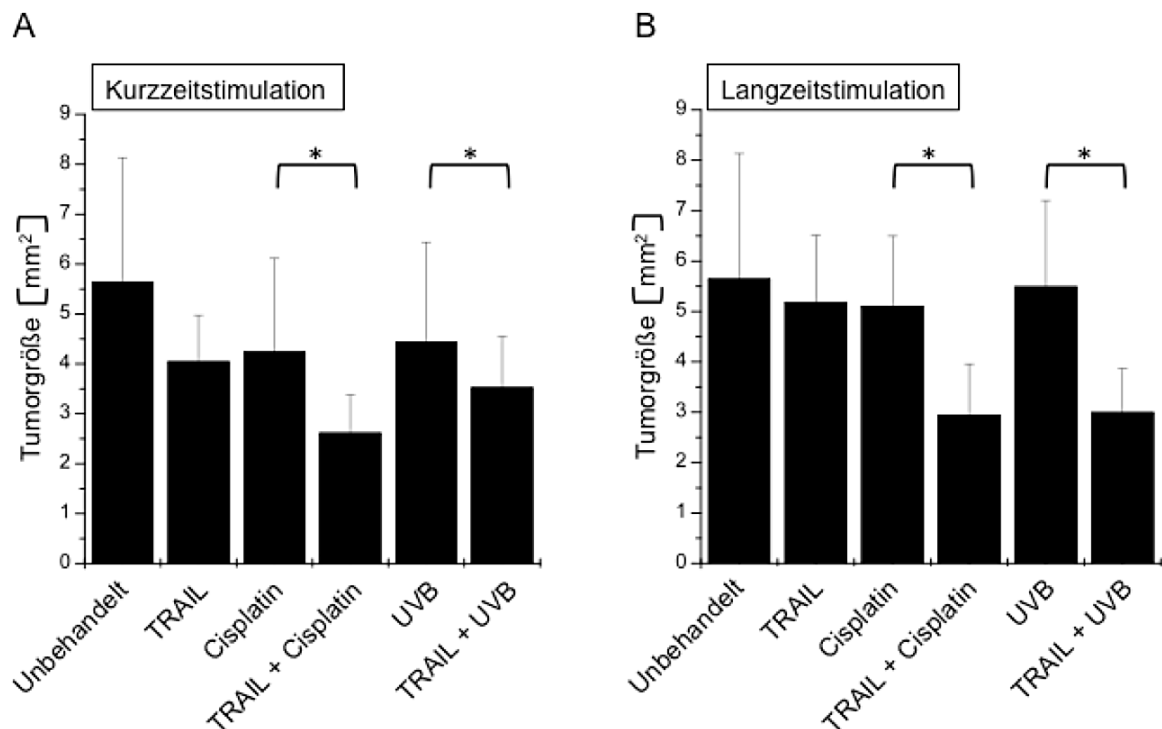 A
Kurzzeitstimulation
9
8
7
6
5
4
3
2
1
0
Tumorgröße [mm²]
*
*
Unbehandelt
TRAIL
Cisplatin
TRAIL + Cisplatin
UVB
TRAIL + UVB
B
Langzeitstimulation
9
8
7
6
5
4
3
2
1
0
Tumorgröße [mm²]
*
*
Unbehandelt
TRAIL
Cisplatin
TRAIL + Cisplatin
UVB
TRAIL + UVB